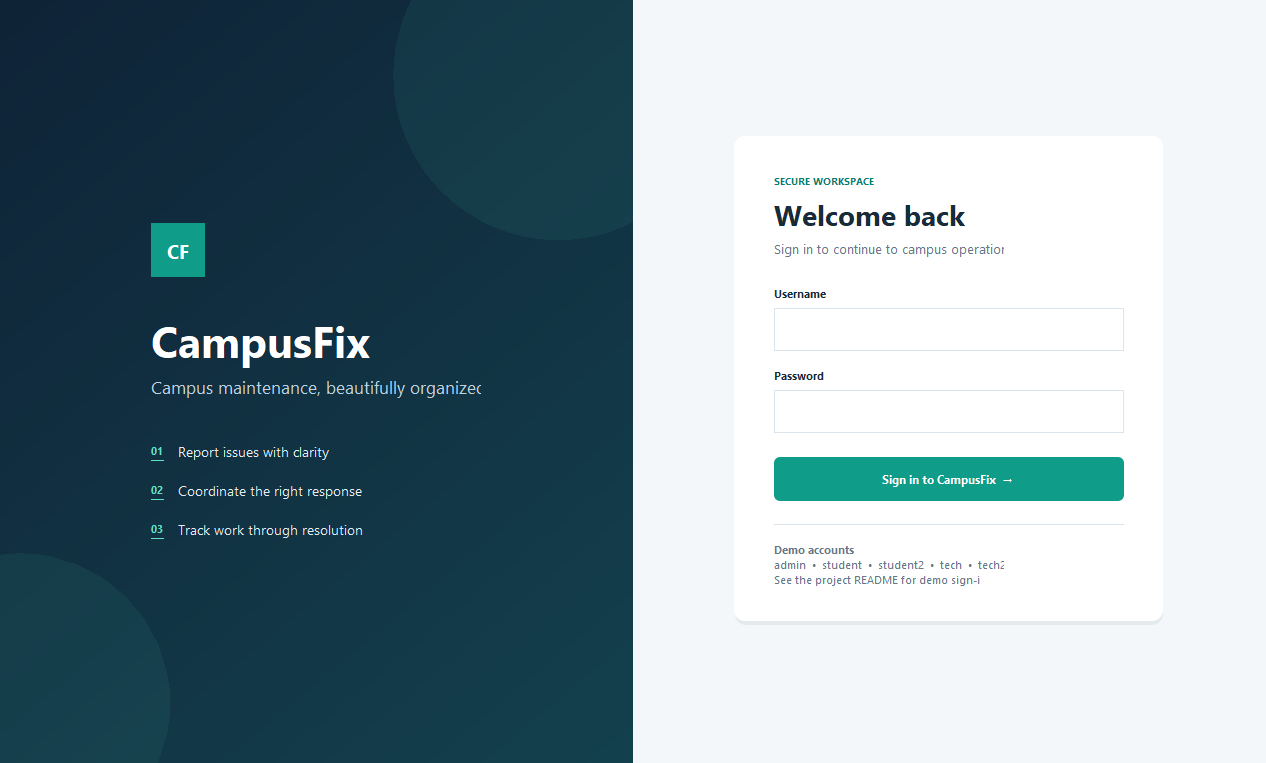 CF
CampusFix
Campus maintenance, beautifully organized
01 Report issues with clarity
02 Coordinate the right response
03 Track work through resolution
SECURE WORKSPACE
Welcome back
Sign in to continue to campus operation
Username
Password
Sign in to CampusFix →
Demo accounts
admin • student • student2 • tech • tech2
See the project README for demo sign-i